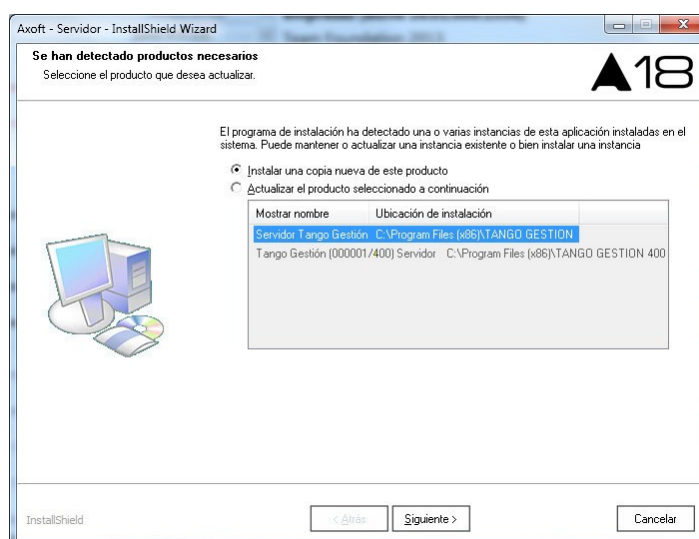 Axoft - Servidor - InstallShield Wizard
Se han detectado productos necesarios
Seleccione el producto que desea actualizar.
A18
El programa de instalación ha detectado una o varias instancias de esta aplicación instaladas en el
sistema. Puede mantener o actualizar una instancia existente o bien instalar una instancia
Instalar una copia nueva de este producto
Actualizar el producto seleccionado a continuación
Mostrar nombre Ubicación de instalación
Servidor Tango Gestión C:\Program Files (x86)\TANGO GESTION
Tango Gestión (000001/400) Servidor C:\Program Files (x86)\TANGO GESTION 400
InstallShield
< Atrás Siguiente > Cancelar